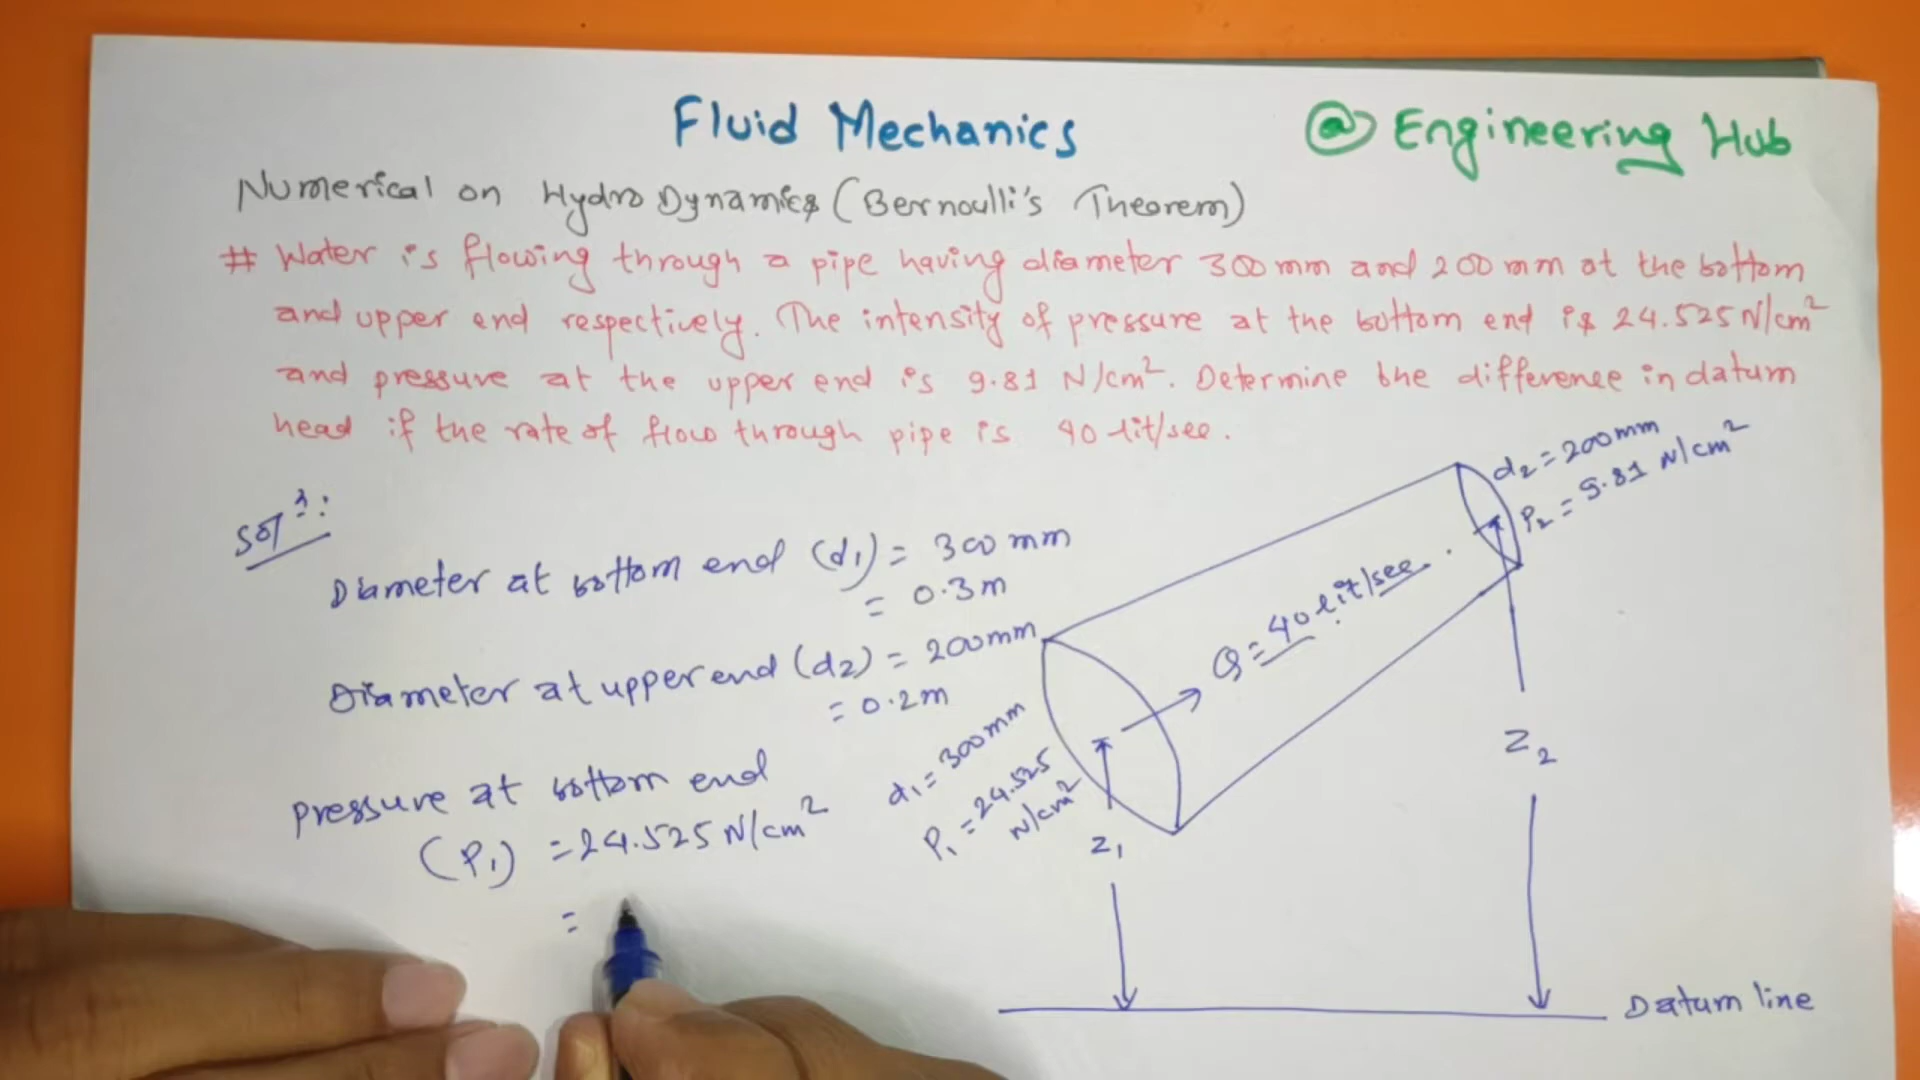 Fluid Mechanics
@ Engineering Hub
Numerical on Hydro Dynamics (Bernoulli's Theorem)
# Water is flowing through a pipe having diameter 300mm and 200mm at the bottom
and upper end respectively. The intensity of pressure at the bottom end is 24.525 N/cm²
and pressure at the upper end is 9.81 N/cm². Determine the difference in datum
head if the rate of flow through pipe is 40 lit/sec.
Solⁿ:
Diameter at bottom end (d₁) = 300 mm
= 0.3m
Diameter at upper end (d₂) = 200mm
= 0.2m
Pressure at bottom end
(P₁) = 24.525 N/cm²
=
d₂ = 200mm
P₂ = 9.81 N/cm²
Q = 40 lit/sec.
d₁ = 300mm
P₁ = 24.525
N/cm²
Z₁
Z₂
Datum line